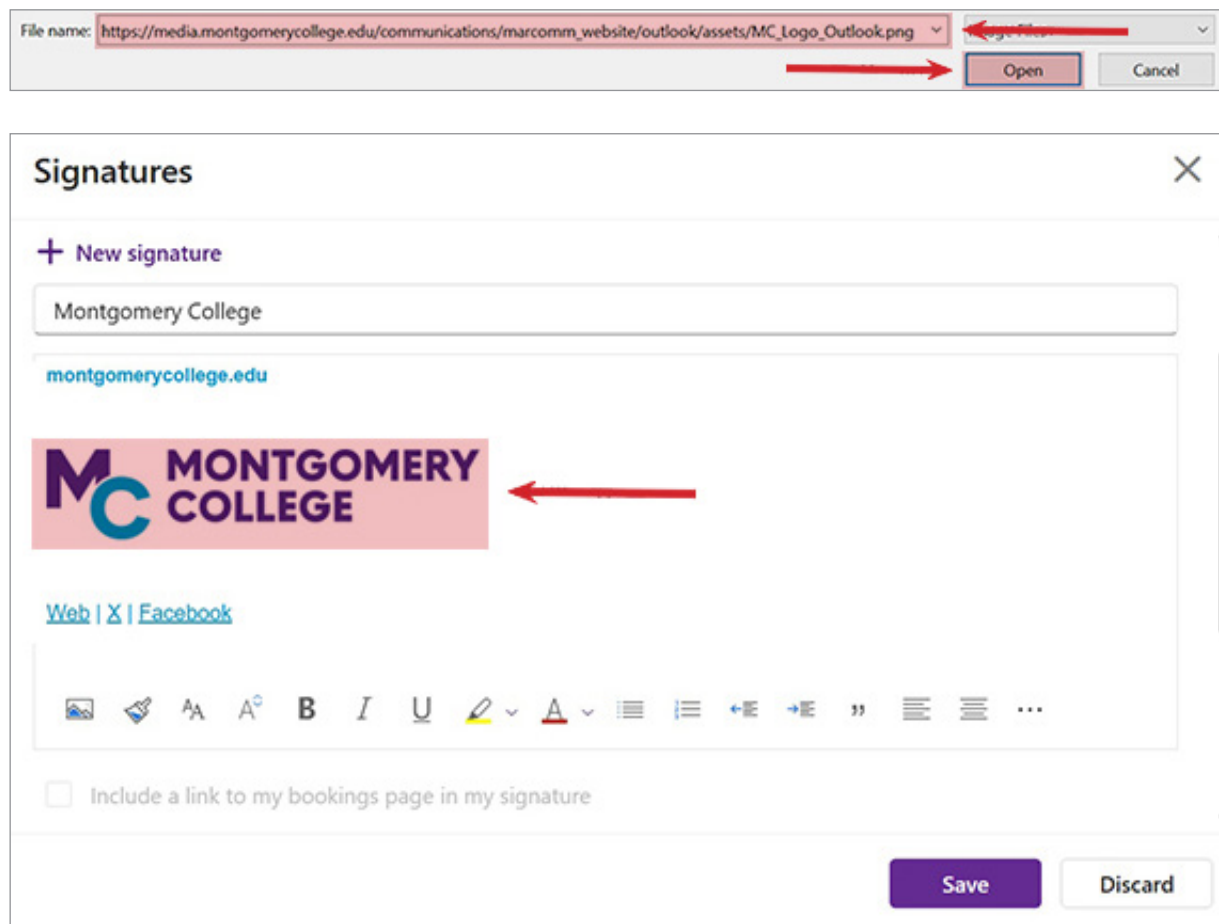 File name: https://media.montgomerycollege.edu/communications/marcomm_website/outlook/assets/MC_Logo_Outlook.png
Open Cancel
Signatures
+ New signature
Montgomery College
montgomerycollege.edu
MC MONTGOMERY
COLLEGE
Web | X | Facebook
B I U A
Include a link to my bookings page in my signature
Save Discard